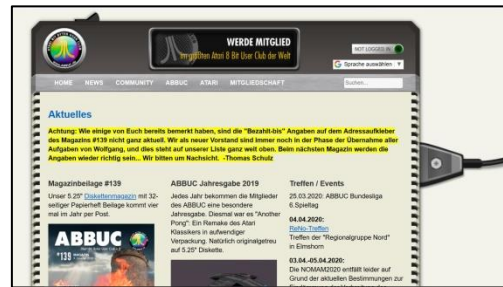 WERDE MITGLIED
im größten Atari 8 Bit User Club der Welt
NOT LOGGED IN
Sprache auswählen
HOME NEWS COMMUNITY ABBUC ATARI MITGLIEDSCHAFT
Suchen...
Aktuelles
Achtung: Wie einige von Euch bereits bemerkt haben, sind die "Bezahlt-bis" Angaben auf dem Adressaufkleber
des Magazins #139 nicht ganz aktuell. Wir als neuer Vorstand sind immer noch in der Phase der Übernahme aller
Aufgaben von Wolfgang, und dies steht auf unserer Liste ganz weit oben. Beim nächsten Magazin werden die
Angaben wieder richtig sein... Wir bitten um Nachsicht. -Thomas Schulz
Magazinbeilage #139
Unser 5.25" Diskettenmagazin mit 32-
seitiger Papierheft Beilage kommt vier
mal im Jahr per Post.
ABBUC
#139
ABBUC Jahresgabe 2019
Jedes Jahr bekommen die Mitglieder
des ABBUC eine besondere
Jahresgabe. Diesmal war es "Another
Pong": Ein Remake des Atari
Klassikers in aufwendiger
Verpackung. Natürlich originalgetreu
auf 5.25" Diskette.
Treffen / Events
25.03.2020: ABBUC Bundesliga
6.Spieltag
04.04.2020:
ReNo-Treffen
Treffen der "Regionalgruppe Nord"
in Elmshorn
03.04.-05.04.2020:
Die NOMAM2020 entfällt leider auf
Grund der aktuellen Bestimmungen zur